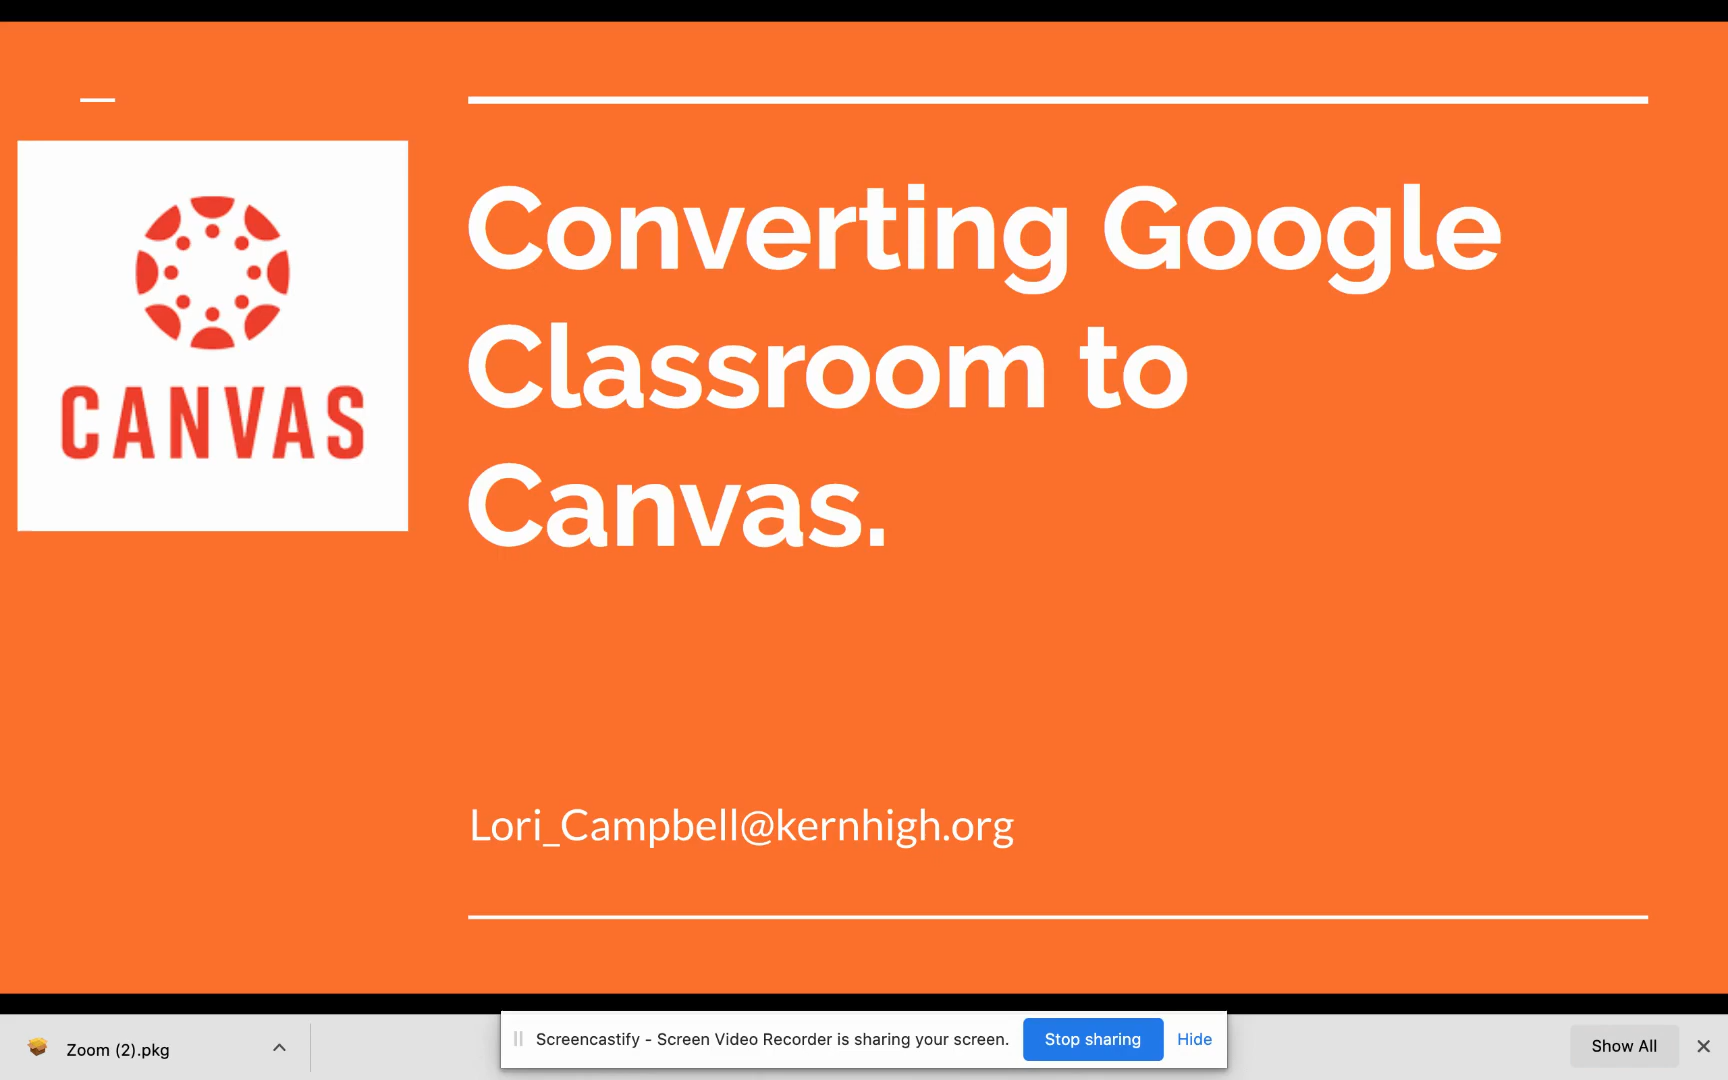 CANVAS
Converting Google
Classroom to
Canvas.
Lori_Campbell@kernhigh.org
Zoom (2).pkg
Screencastify - Screen Video Recorder is sharing your screen.
Stop sharing
Hide
Show All